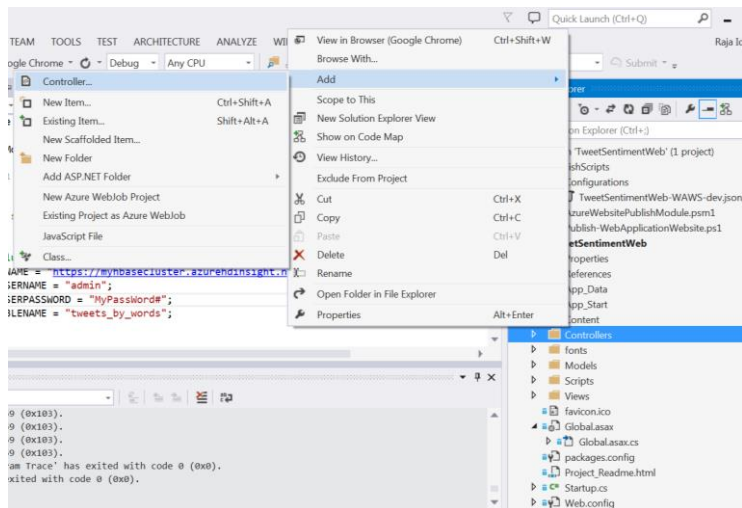 Quick Launch (Ctrl+Q)
TEAM TOOLS TEST ARCHITECTURE ANALYZE
Debug Any CPU
Submit
Controller...
New Item... Ctrl+Shift+A
Existing Item... Shift+Alt+A
New Scaffolded Item...
New Folder
Add ASP.NET Folder
New Azure WebJob Project
Existing Project as Azure WebJob
JavaScript File
Class...
View in Browser (Google Chrome) Ctrl+Shift+W
Browse With...
Add
Scope to This
New Solution Explorer View
Show on Code Map
View History...
Exclude From Project
Cut Ctrl+X
Copy Ctrl+C
Paste Ctrl+V
Delete Del
Rename
Open Folder in File Explorer
Properties Alt+Enter
NAME = "https://myhbasecluster.azurehdinsight.n
SERNAME = "admin";
SERPASSWORD = "MyPassWord#";
BLENAME = "tweets_by_words";
9 (0x103).
9 (0x103).
9 (0x103).
9 (0x103).
am Trace' has exited with code 0 (0x0).
exited with code 0 (0x0).
Raja
on Explorer (Ctrl+;)
'TweetSentimentWeb' (1 project)
ishScripts
onfigurations
TweetSentimentWeb-WAWS-dev.json
zureWebsitePublishModule.psm1
ublish-WebApplicationWebsite.ps1
etSentimentWeb
roperties
eferences
pp_Data
pp_Start
ontent
Controllers
fonts
Models
Scripts
Views
favicon.ico
Global.asax
Global.asax.cs
packages.config
Project_Readme.html
Startup.cs
Web.config